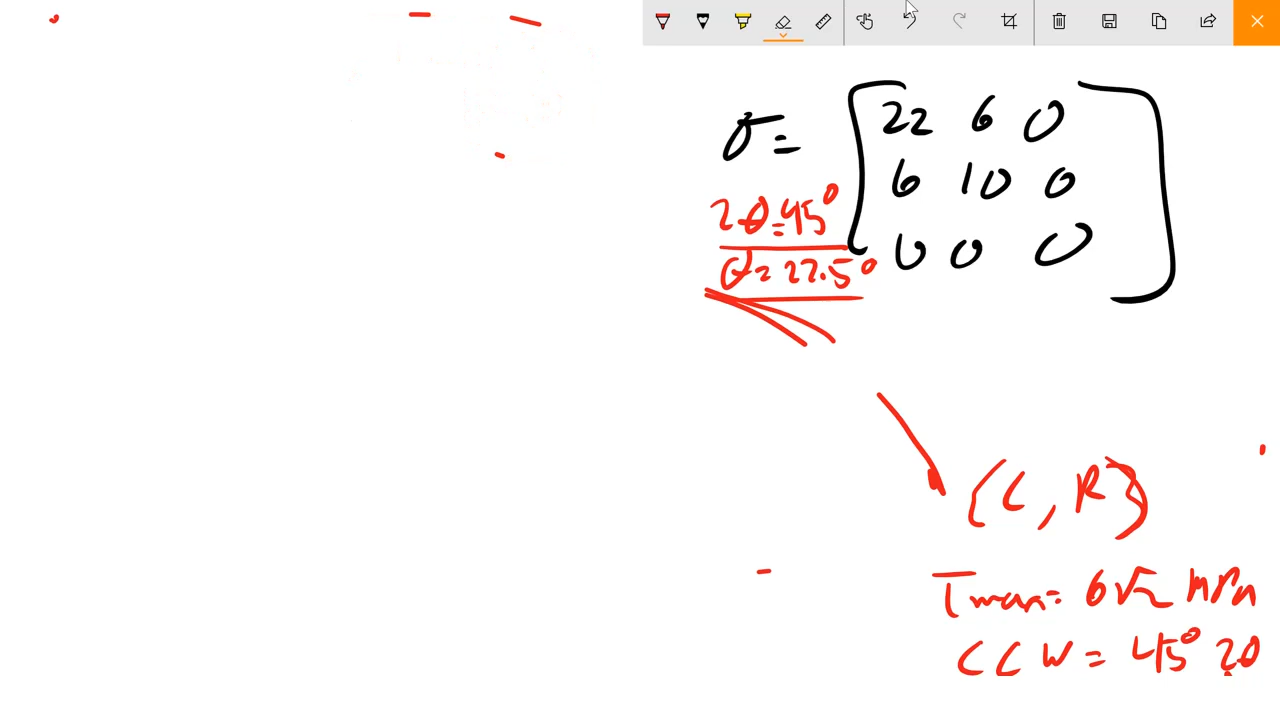 σ = [22 6 0
6 10 0
0 0 0]
2θ = 45°
θ = 22.5°
(C, R)
Tmax = 6√2 MPa
CCW = 45° 2θ